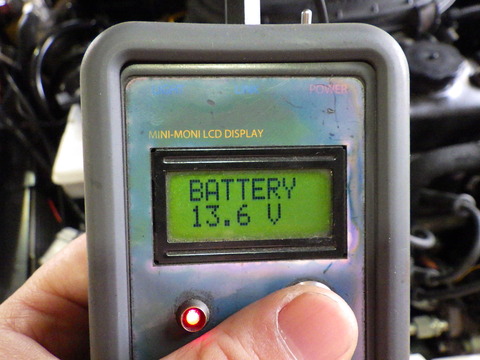 POWER
MINI-MONI LCD DISPLAY
BATTERY
13.6 V